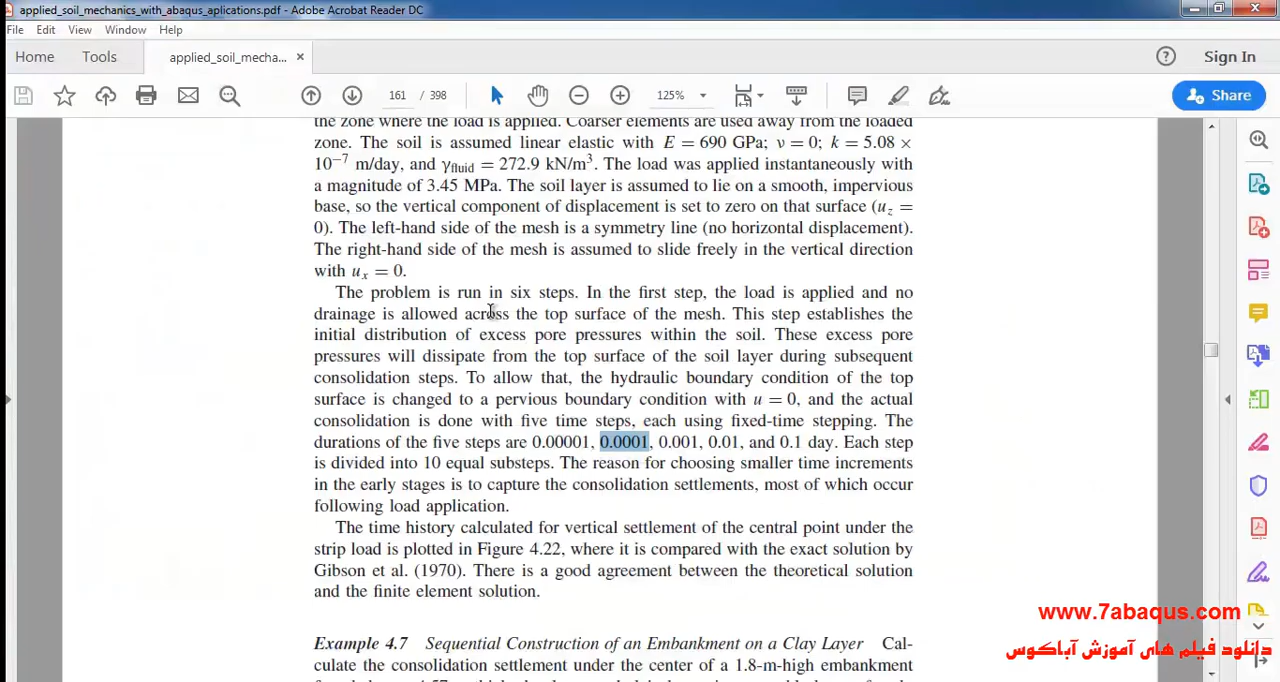 applied_soil_mechanics_with_abaqus_aplications.pdf - Adobe Acrobat Reader DC
File Edit View Window Help
Home Tools applied_soil_mecha... × Sign In
161 / 398 125% Share
the zone where the load is applied. Coarser elements are used away from the loaded
zone. The soil is assumed linear elastic with E = 690 GPa; ν = 0; k = 5.08 ×
10⁻⁷ m/day, and γfluid = 272.9 kN/m³. The load was applied instantaneously with
a magnitude of 3.45 MPa. The soil layer is assumed to lie on a smooth, impervious
base, so the vertical component of displacement is set to zero on that surface (uz =
0). The left-hand side of the mesh is a symmetry line (no horizontal displacement).
The right-hand side of the mesh is assumed to slide freely in the vertical direction
with ux = 0.
The problem is run in six steps. In the first step, the load is applied and no
drainage is allowed across the top surface of the mesh. This step establishes the
initial distribution of excess pore pressures within the soil. These excess pore
pressures will dissipate from the top surface of the soil layer during subsequent
consolidation steps. To allow that, the hydraulic boundary condition of the top
surface is changed to a pervious boundary condition with u = 0, and the actual
consolidation is done with five time steps, each using fixed-time stepping. The
durations of the five steps are 0.00001, 0.0001, 0.001, 0.01, and 0.1 day. Each step
is divided into 10 equal substeps. The reason for choosing smaller time increments
in the early stages is to capture the consolidation settlements, most of which occur
following load application.
The time history calculated for vertical settlement of the central point under the
strip load is plotted in Figure 4.22, where it is compared with the exact solution by
Gibson et al. (1970). There is a good agreement between the theoretical solution
and the finite element solution.
Example 4.7 Sequential Construction of an Embankment on a Clay Layer Cal-
culate the consolidation settlement under the center of a 1.8-m-high embankment
www.7abaqus.com
دانلود فیلم های آموزش آباکوس